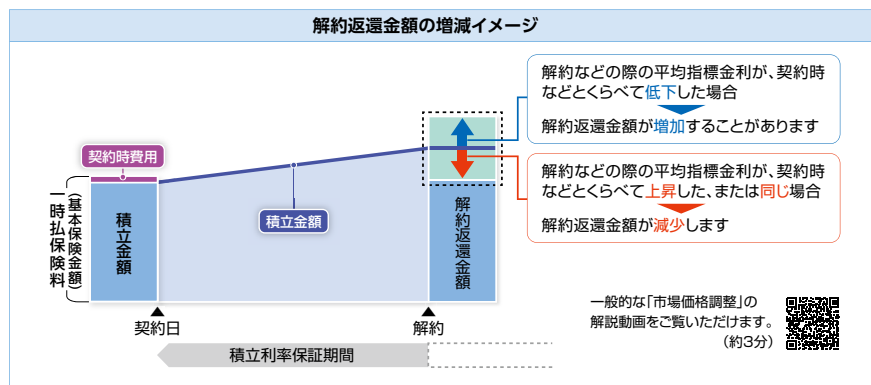 解約返還金額の増減イメージ
解約などの際の平均指標金利が、契約時
などとくらべて低下した場合
解約返還金額が増加することがあります
解約などの際の平均指標金利が、契約時
などとくらべて上昇した、または同じ場合
解約返還金額が減少します
契約時費用
一時払保険料
(基本保険金額)
積立金額
積立金額
解約返還金額
契約日
解約
積立利率保証期間
一般的な「市場価格調整」の
解説動画をご覧いただけます。
(約3分)